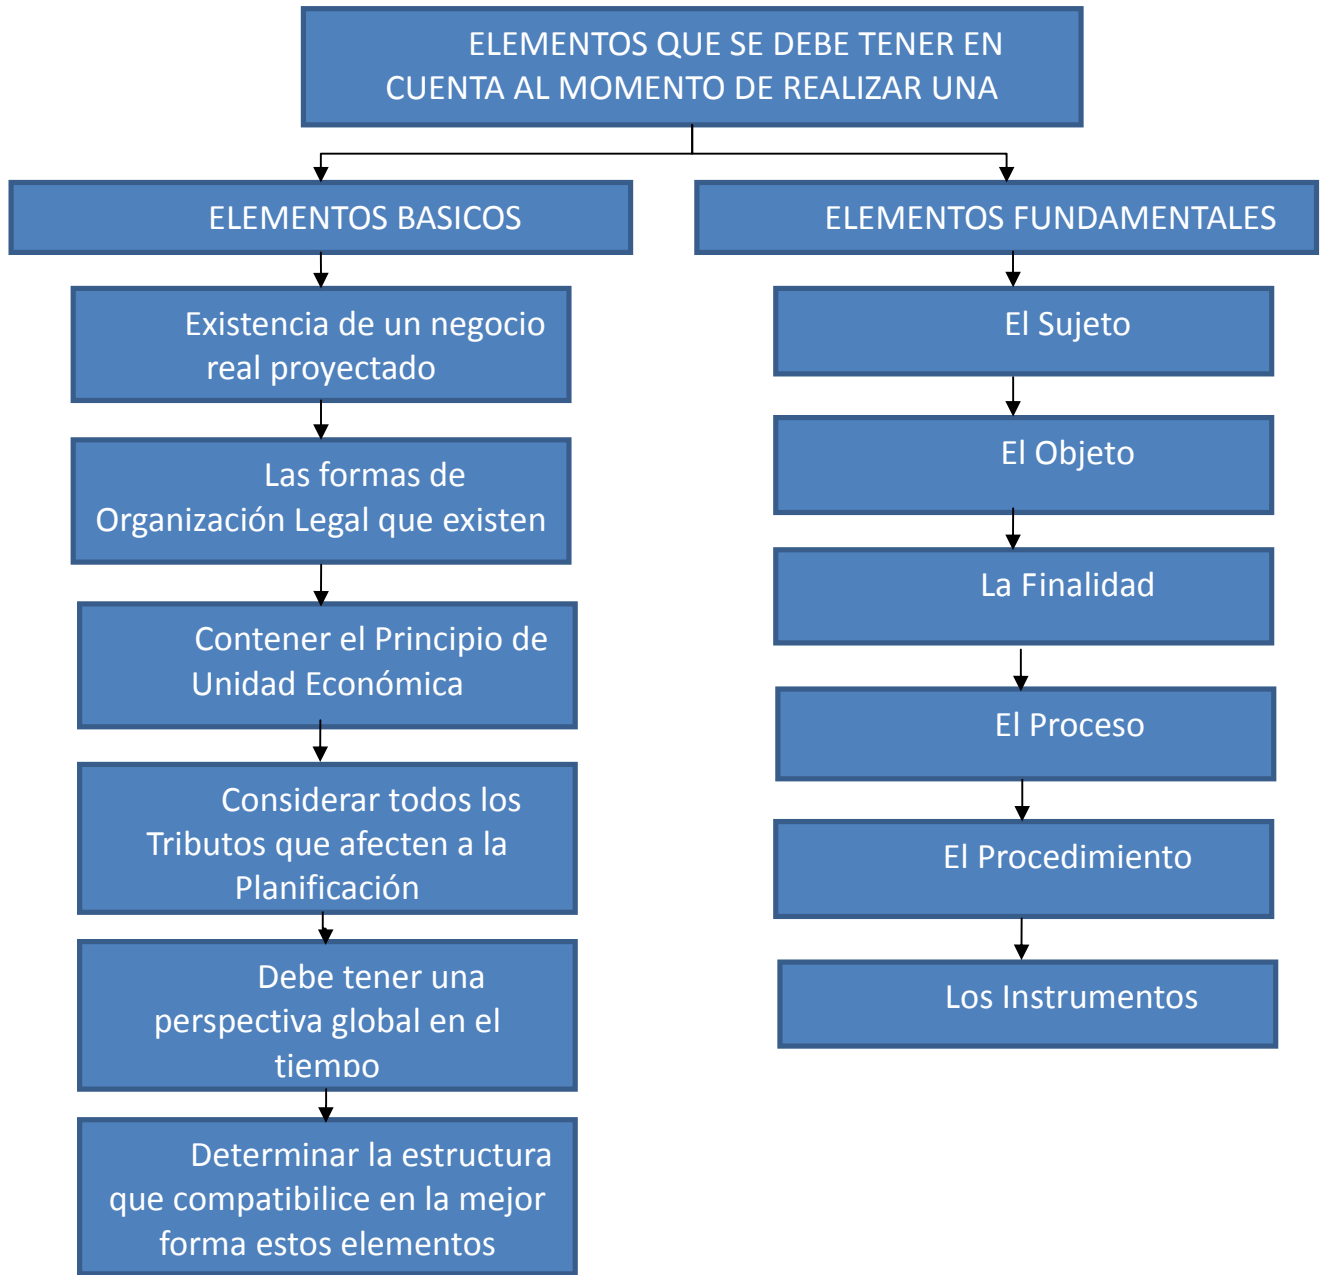 ELEMENTOS QUE SE DEBE TENER EN
CUENTA AL MOMENTO DE REALIZAR UNA
ELEMENTOS BASICOS
Existencia de un negocio
real proyectado
Las formas de
Organización Legal que existen
Contener el Principio de
Unidad Económica
Considerar todos los
Tributos que afecten a la
Planificación
Debe tener una
perspectiva global en el
tiempo
Determinar la estructura
que compatibilice en la mejor
forma estos elementos
ELEMENTOS FUNDAMENTALES
El Sujeto
El Objeto
La Finalidad
El Proceso
El Procedimiento
Los Instrumentos